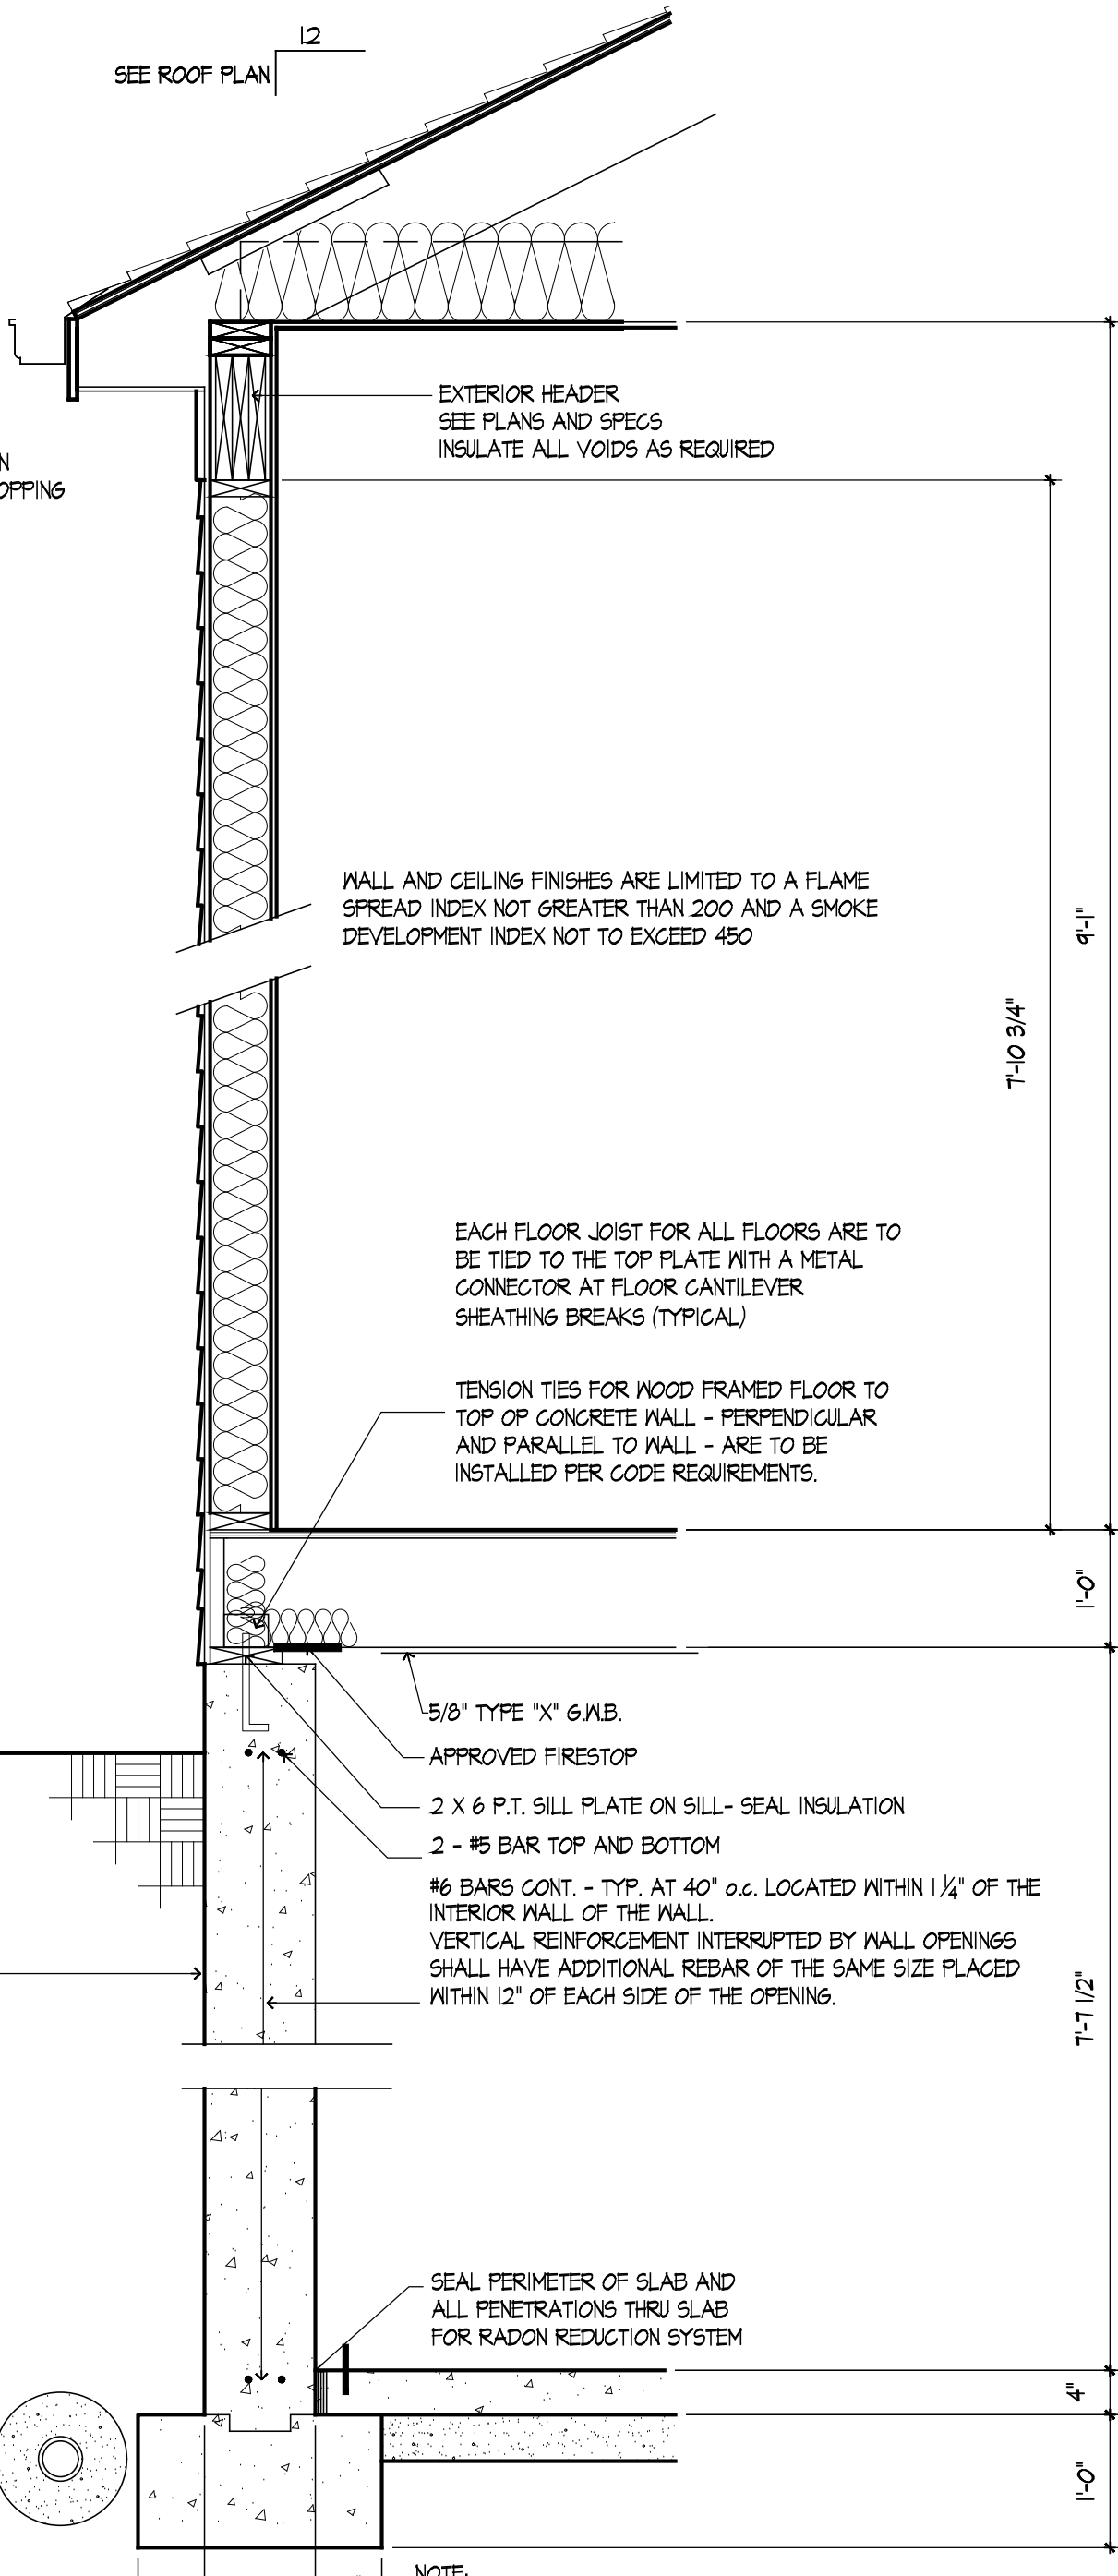 12
SEE ROOF PLAN
EXTERIOR HEADER
SEE PLANS AND SPECS
INSULATE ALL VOIDS AS REQUIRED
N
OPPING
WALL AND CEILING FINISHES ARE LIMITED TO A FLAME
SPREAD INDEX NOT GREATER THAN 200 AND A SMOKE
DEVELOPMENT INDEX NOT TO EXCEED 450
9'-1"
7'-10 3/4"
EACH FLOOR JOIST FOR ALL FLOORS ARE TO
BE TIED TO THE TOP PLATE WITH A METAL
CONNECTOR AT FLOOR CANTILEVER
SHEATHING BREAKS (TYPICAL)
TENSION TIES FOR WOOD FRAMED FLOOR TO
TOP OP CONCRETE WALL - PERPENDICULAR
AND PARALLEL TO WALL - ARE TO BE
INSTALLED PER CODE REQUIREMENTS.
1'-0"
5/8" TYPE "X" G.W.B.
APPROVED FIRESTOP
2 X 6 P.T. SILL PLATE ON SILL- SEAL INSULATION
2 - #5 BAR TOP AND BOTTOM
#6 BARS CONT. - TYP. AT 40" o.c. LOCATED WITHIN 1 1/4" OF THE
INTERIOR WALL OF THE WALL.
VERTICAL REINFORCEMENT INTERRUPTED BY WALL OPENINGS
SHALL HAVE ADDITIONAL REBAR OF THE SAME SIZE PLACED
WITHIN 12" OF EACH SIDE OF THE OPENING.
7'-7 1/2"
SEAL PERIMETER OF SLAB AND
ALL PENETRATIONS THRU SLAB
FOR RADON REDUCTION SYSTEM
4"
1'-0"
NOTE: